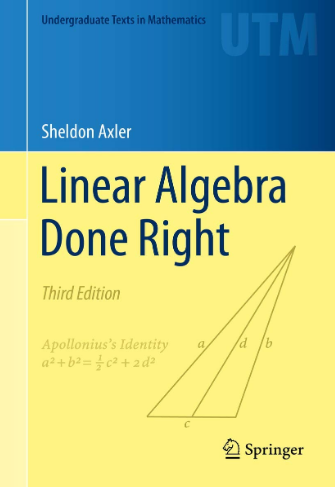 Undergraduate Texts in Mathematics
UTM
Sheldon Axler
Linear Algebra
Done Right
Third Edition
Apollonius's Identity
a² + b² = ½ c² + 2 d²
a
d
b
c
Springer